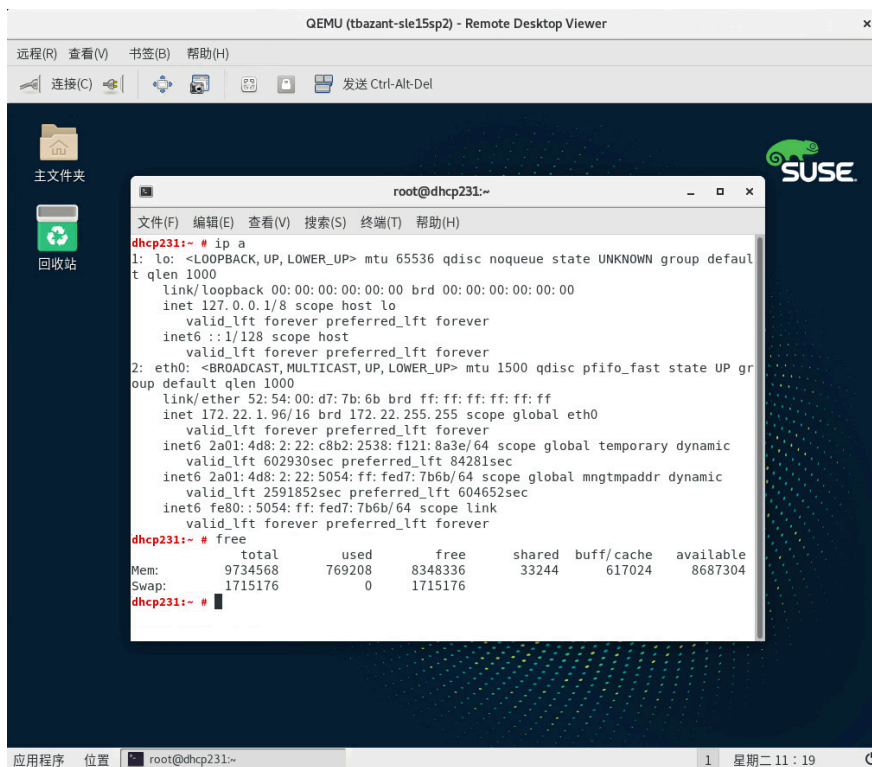 QEMU (tbazant-sle15sp2) - Remote Desktop Viewer ×
远程(R) 查看(V) 书签(B) 帮助(H)
连接(C) 发送 Ctrl-Alt-Del
主文件夹
回收站
SUSE.
root@dhcp231:~
文件(F) 编辑(E) 查看(V) 搜索(S) 终端(T) 帮助(H)
dhcp231:~ # ip a
1: lo: <LOOPBACK,UP,LOWER_UP> mtu 65536 qdisc noqueue state UNKNOWN group defaul
t qlen 1000
link/loopback 00:00:00:00:00:00 brd 00:00:00:00:00:00
inet 127.0.0.1/8 scope host lo
valid_lft forever preferred_lft forever
inet6 ::1/128 scope host
valid_lft forever preferred_lft forever
2: eth0: <BROADCAST,MULTICAST,UP,LOWER_UP> mtu 1500 qdisc pfifo_fast state UP gr
oup default qlen 1000
link/ether 52:54:00:d7:7b:6b brd ff:ff:ff:ff:ff:ff
inet 172.22.1.96/16 brd 172.22.255.255 scope global eth0
valid_lft forever preferred_lft forever
inet6 2a01:4d8:2:22:c8b2:2538:f121:8a3e/64 scope global temporary dynamic
valid_lft 602930sec preferred_lft 84281sec
inet6 2a01:4d8:2:22:5054:ff:fed7:7b6b/64 scope global mngtmpaddr dynamic
valid_lft 2591852sec preferred_lft 604652sec
inet6 fe80::5054:ff:fed7:7b6b/64 scope link
valid_lft forever preferred_lft forever
dhcp231:~ # free
total used free shared buff/cache available
Mem: 9734568 769208 8348336 33244 617024 8687304
Swap: 1715176 0 1715176
dhcp231:~ #
应用程序 位置 root@dhcp231:~ 1 星期二 11：19